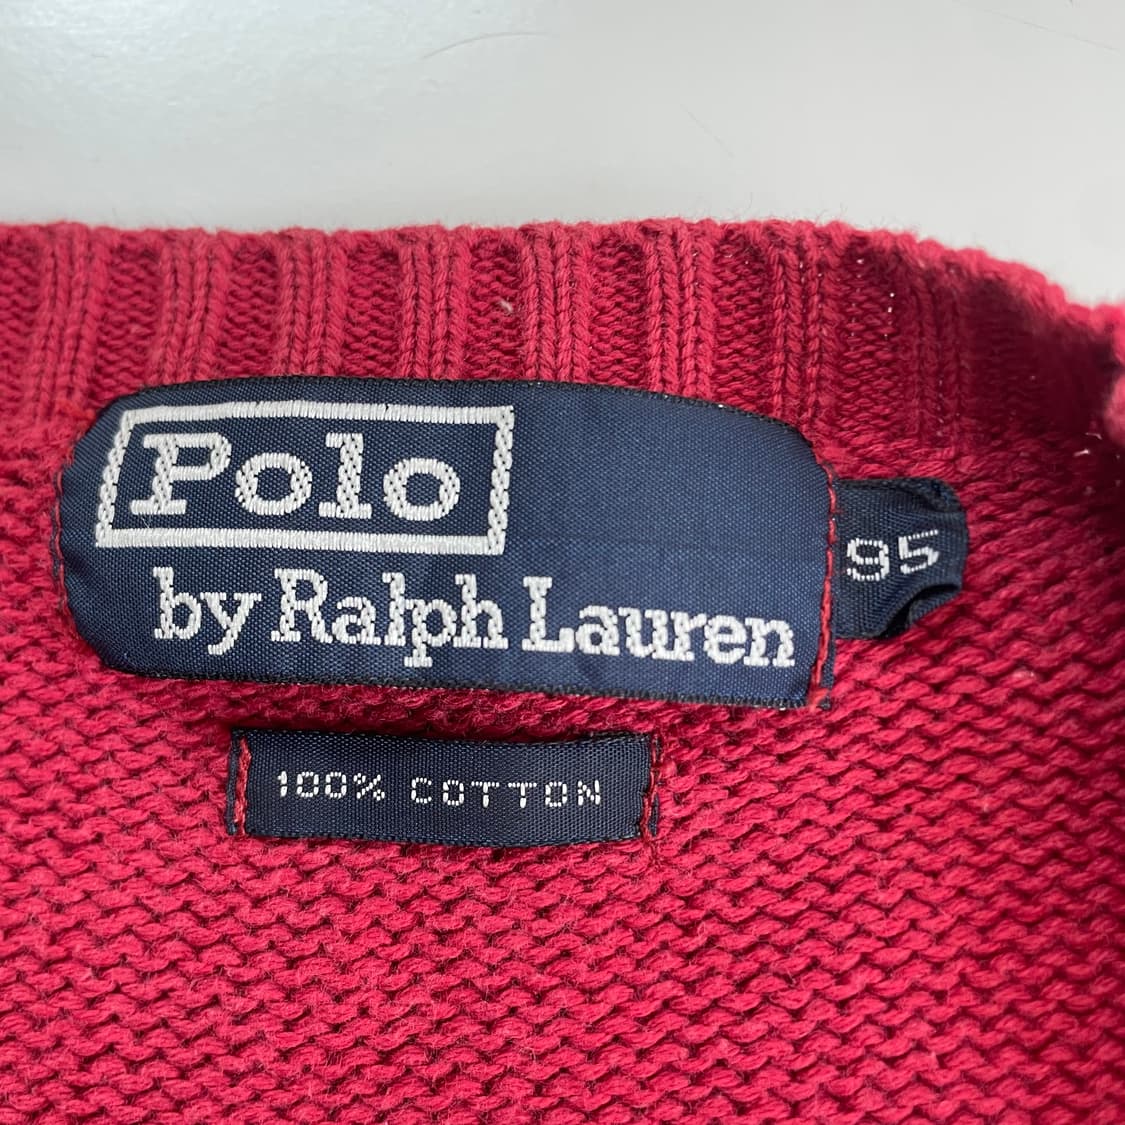 Polo
by Ralph Lauren
95
100% COTTON